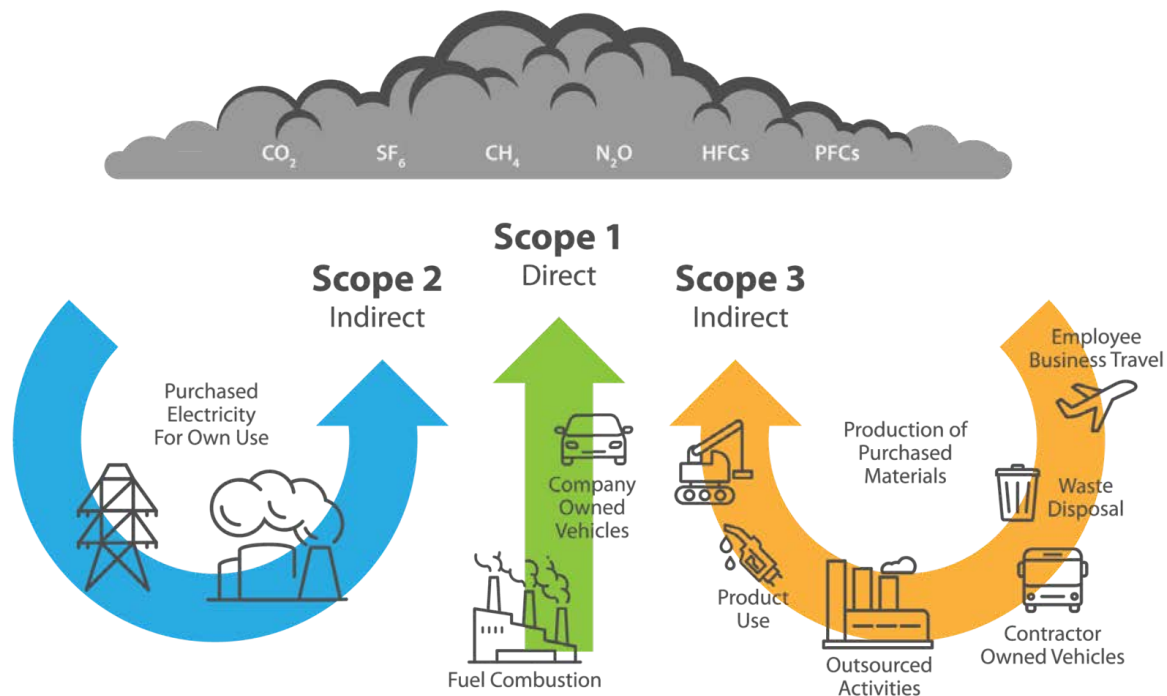 CO₂ SF₆ CH₄ N₂O HFCs PFCs
Scope 1
Direct
Scope 2
Indirect
Scope 3
Indirect
Purchased
Electricity
For Own Use
Company
Owned
Vehicles
Fuel Combustion
Employee
Business Travel
Production of
Purchased
Materials
Waste
Disposal
Product
Use
Contractor
Owned Vehicles
Outsourced
Activities